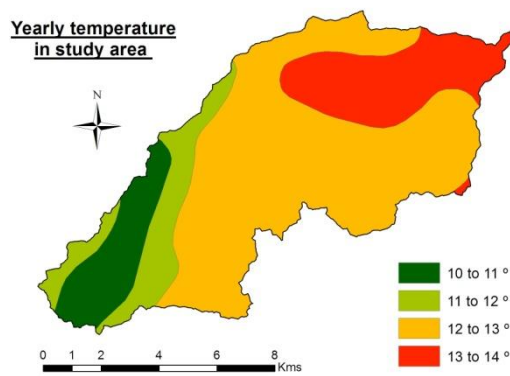 Yearly temperature
in study area
N
10 to 11 º
11 to 12 º
12 to 13 º
13 to 14 º
0 1 2 4 6 8
Kms